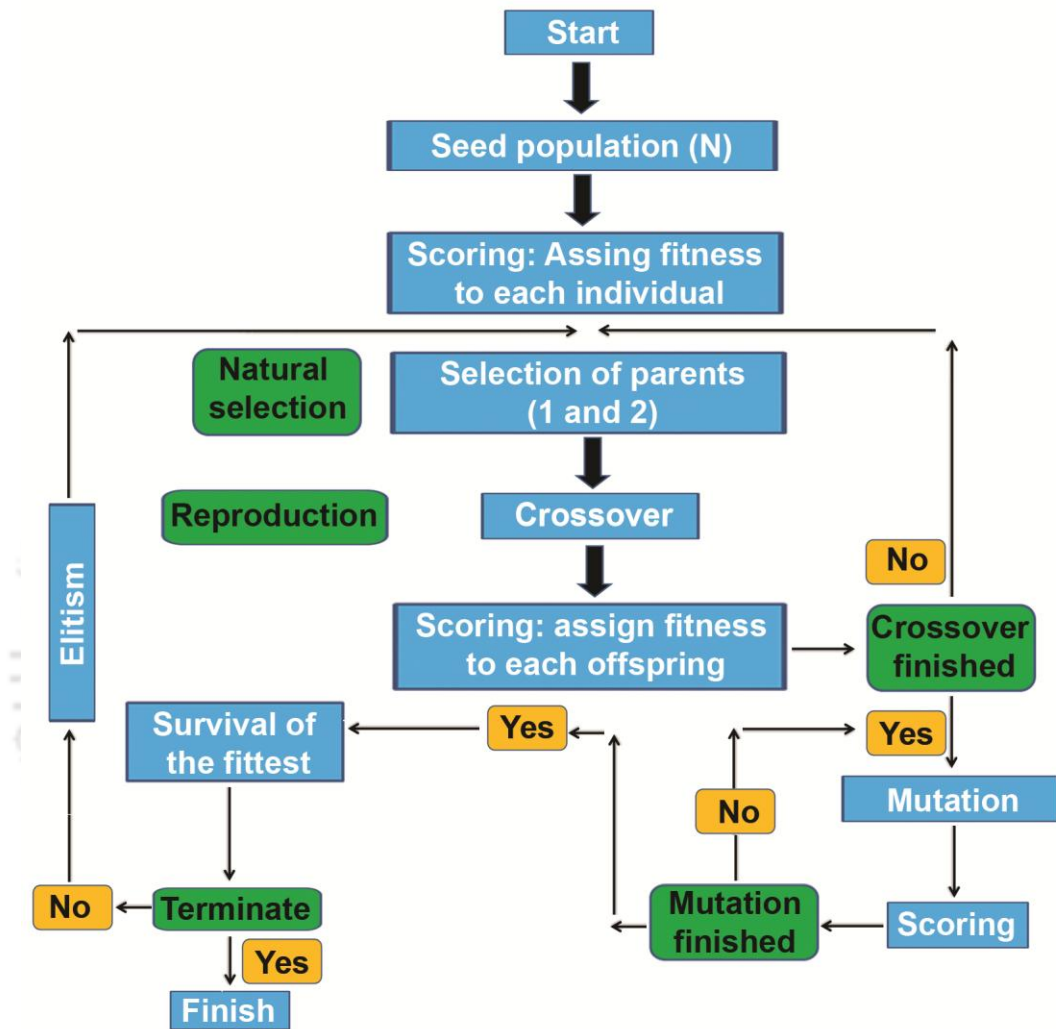 Start
Seed population (N)
Scoring: Assing fitness
to each individual
Natural
selection
Selection of parents
(1 and 2)
Reproduction
Crossover
No
Elitism
Scoring: assign fitness
to each offspring
Crossover
finished
Survival of
the fittest
Yes
Yes
No
Mutation
No
Terminate
Mutation
finished
Scoring
Yes
Finish